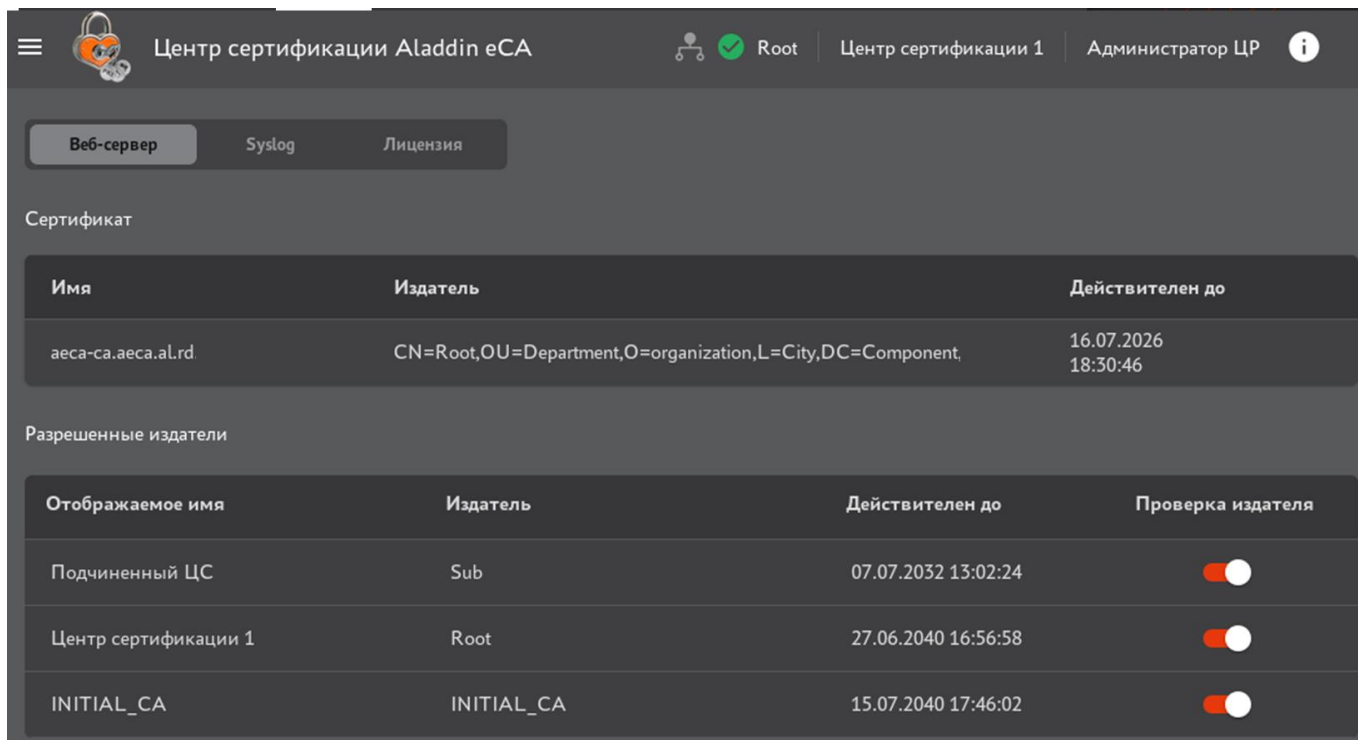 Центр сертификации Aladdin eCA Root Центр сертификации 1 Администратор ЦР i
Веб-сервер Syslog Лицензия
Сертификат
Имя Издатель Действителен до
aeca-ca.aeca.al.rd CN=Root,OU=Department,O=organization,L=City,DC=Component, 16.07.2026
18:30:46
Разрешенные издатели
Отображаемое имя Издатель Действителен до Проверка издателя
Подчиненный ЦС Sub 07.07.2032 13:02:24
Центр сертификации 1 Root 27.06.2040 16:56:58
INITIAL_CA INITIAL_CA 15.07.2040 17:46:02